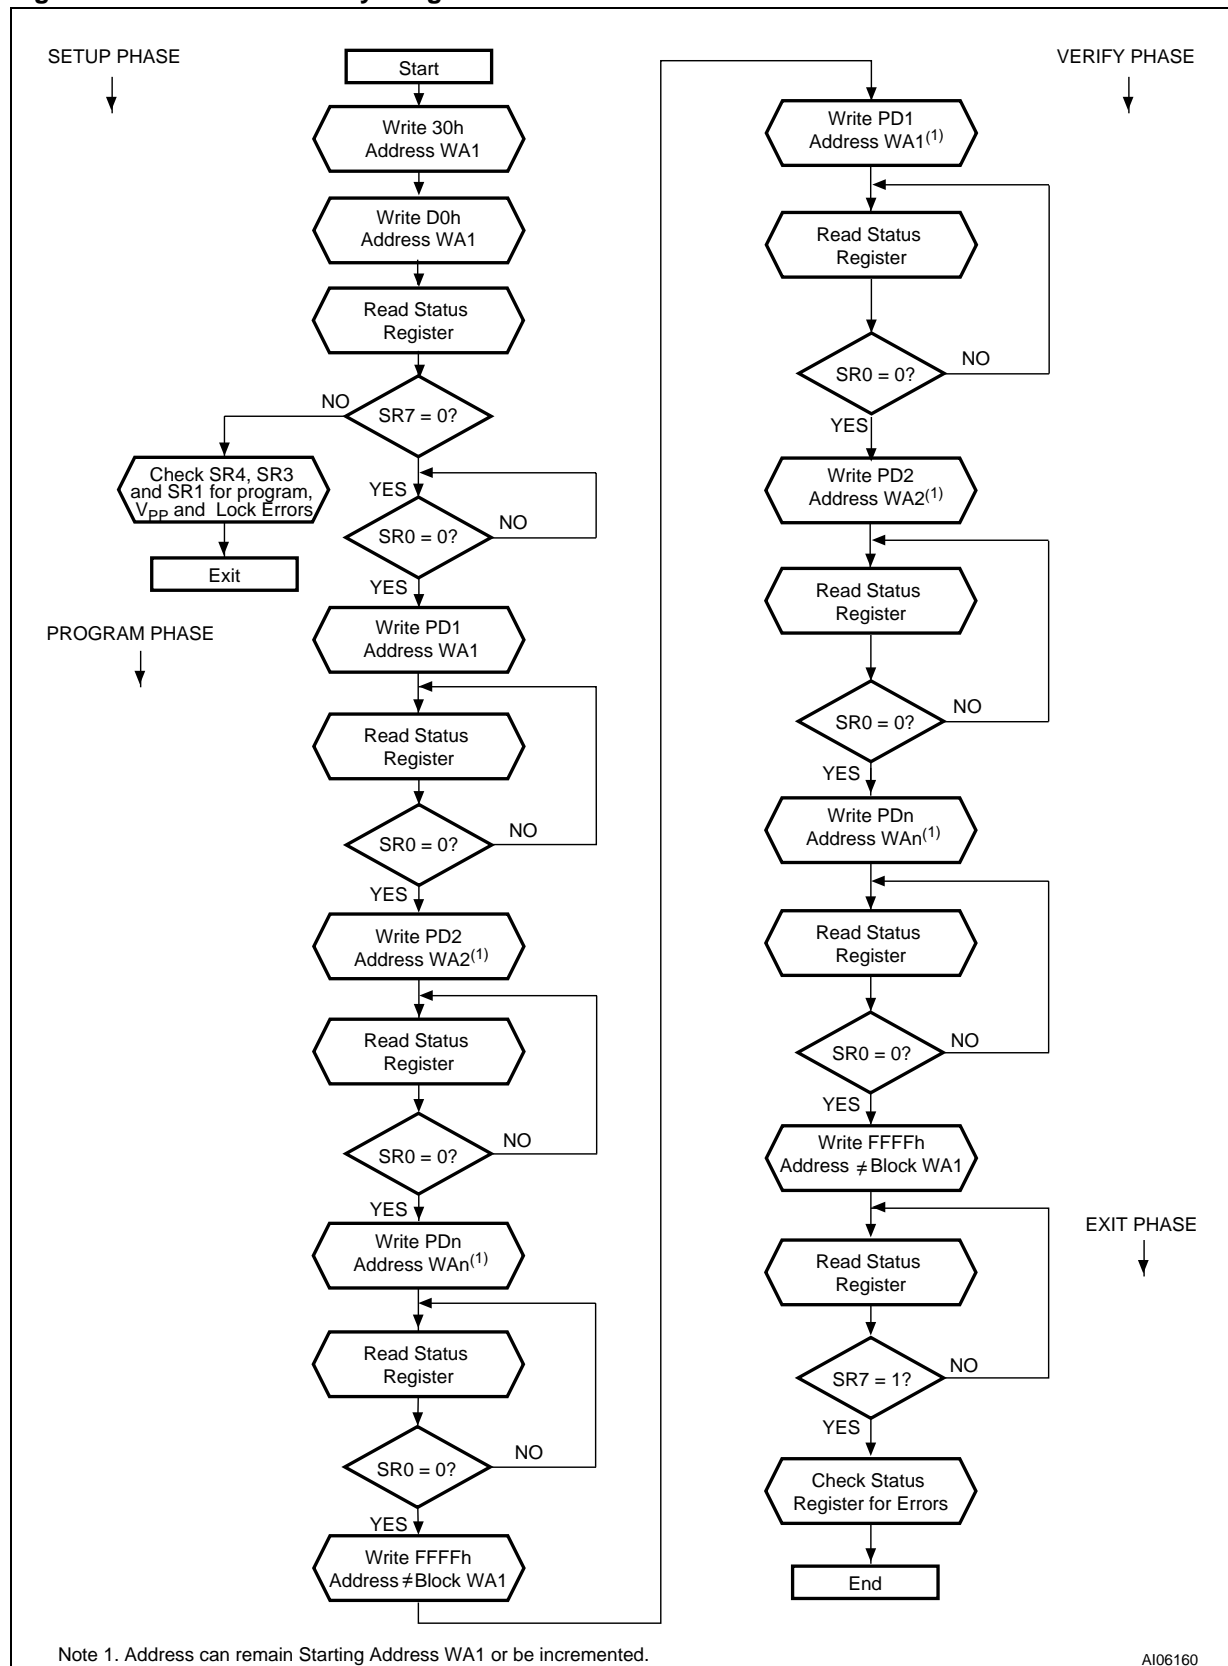 SETUP PHASE
Start
Write 30h
Address WA1
Write D0h
Address WA1
Read Status
Register
NO
SR7 = 0?
Check SR4, SR3
and SR1 for program,
VPP and Lock Errors
Exit
YES
SR0 = 0?
NO
YES
PROGRAM PHASE
Write PD1
Address WA1
Read Status
Register
SR0 = 0?
NO
YES
Write PD2
Address WA2(1)
Read Status
Register
SR0 = 0?
NO
YES
Write PDn
Address WAn(1)
Read Status
Register
SR0 = 0?
NO
YES
Write FFFFh
Address ≠ Block WA1
VERIFY PHASE
Write PD1
Address WA1(1)
Read Status
Register
SR0 = 0?
NO
YES
Write PD2
Address WA2(1)
Read Status
Register
SR0 = 0?
NO
YES
Write PDn
Address WAn(1)
Read Status
Register
SR0 = 0?
NO
YES
Write FFFFh
Address ≠ Block WA1
EXIT PHASE
Read Status
Register
SR7 = 1?
NO
YES
Check Status
Register for Errors
End
Note 1. Address can remain Starting Address WA1 or be incremented.
AI06160